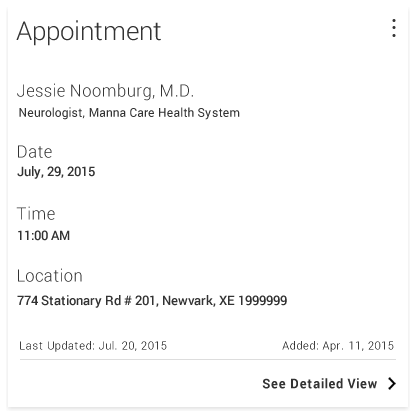 Appointment
Jessie Noomburg, M.D.
Neurologist, Manna Care Health System
Date
July, 29, 2015
Time
11:00 AM
Location
774 Stationary Rd # 201, Newvark, XE 1999999
Last Updated: Jul. 20, 2015 Added: Apr. 11, 2015
See Detailed View